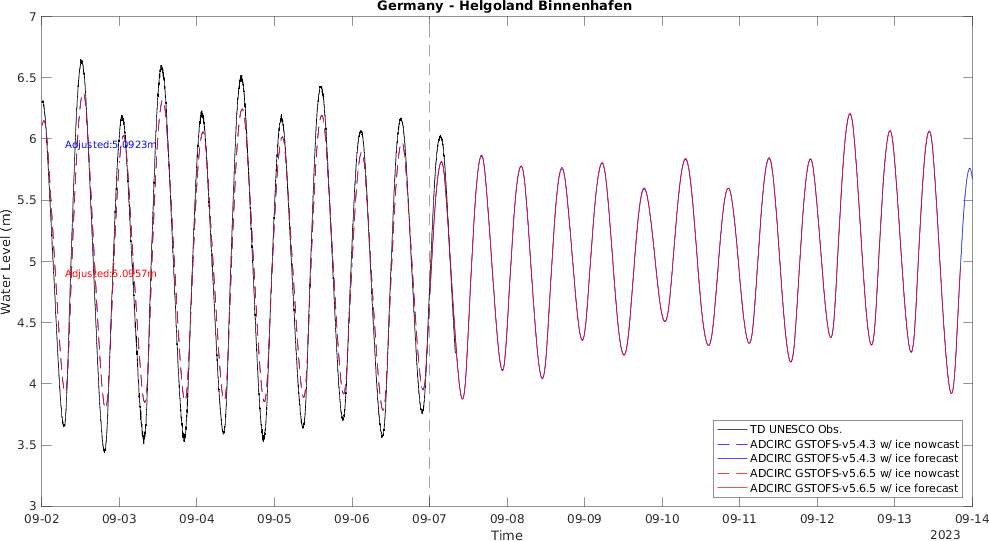 Germany - Helgoland Binnenhafen
Water Level (m)
7
6.5
6
5.5
5
4.5
4
3.5
3
Adjusted:5.0923m
Adjusted:5.0957m
TD UNESCO Obs.
ADCIRC GSTOFS-v5.4.3 w/ ice nowcast
ADCIRC GSTOFS-v5.4.3 w/ ice forecast
ADCIRC GSTOFS-v5.6.5 w/ ice nowcast
ADCIRC GSTOFS-v5.6.5 w/ ice forecast
09-02 09-03 09-04 09-05 09-06 09-07 09-08 09-09 09-10 09-11 09-12 09-13 09-14
Time
2023